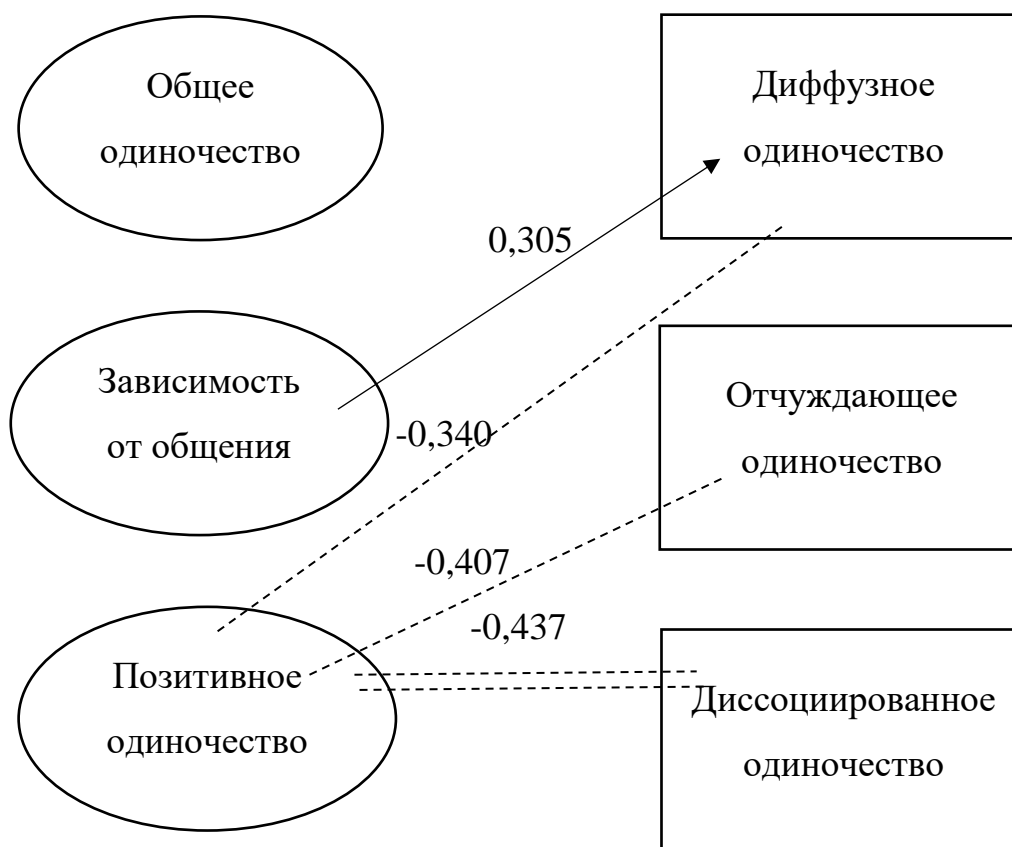 Общее
одиночество
Диффузное
одиночество
0,305
Зависимость
от общения
-0,340
Отчуждающее
одиночество
-0,407
-0,437
Позитивное
одиночество
Диссоциированное
одиночество